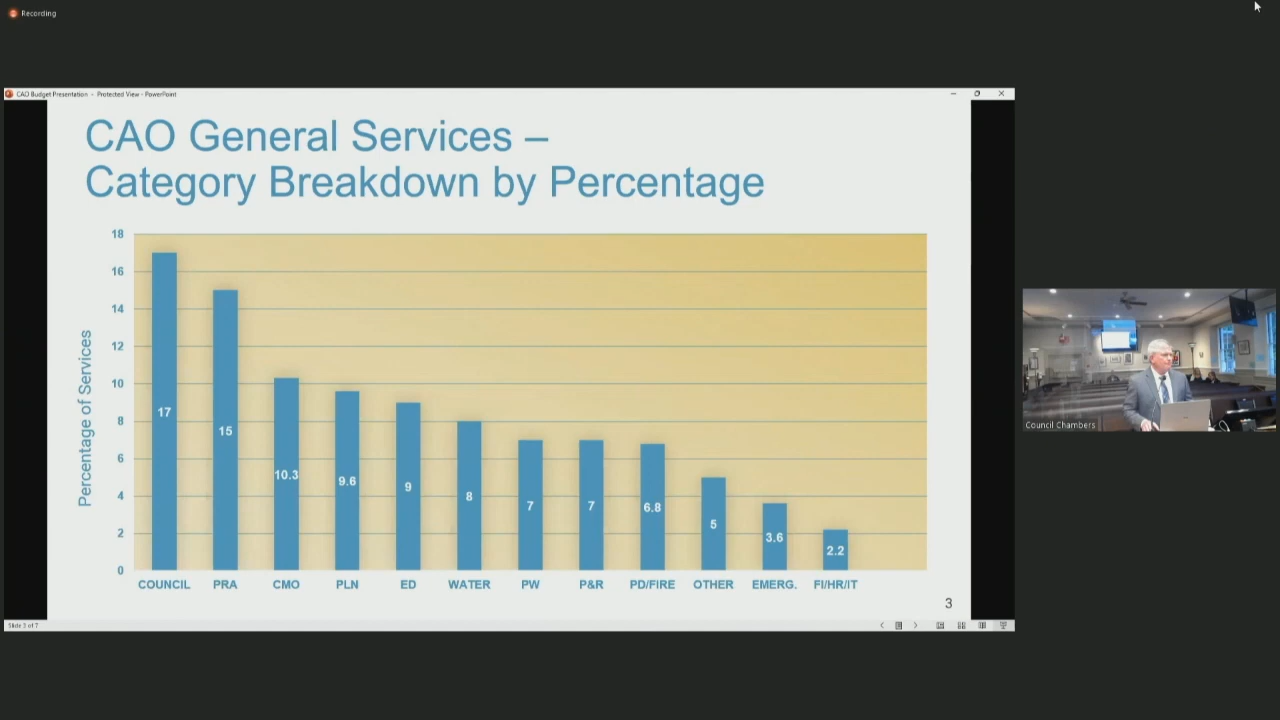 Recording
CAO Budget Presentation - Protected View - PowerPoint
CAO General Services –
Category Breakdown by Percentage
Percentage of Services
18
16
14
12
10
8
6
4
2
0
17
15
10.3
9.6
9
8
7
7
6.8
5
3.6
2.2
COUNCIL PRA CMO PLN ED WATER PW P&R PD/FIRE OTHER EMERG. FI/HR/IT
3
Slide 3 of 7
Council Chambers